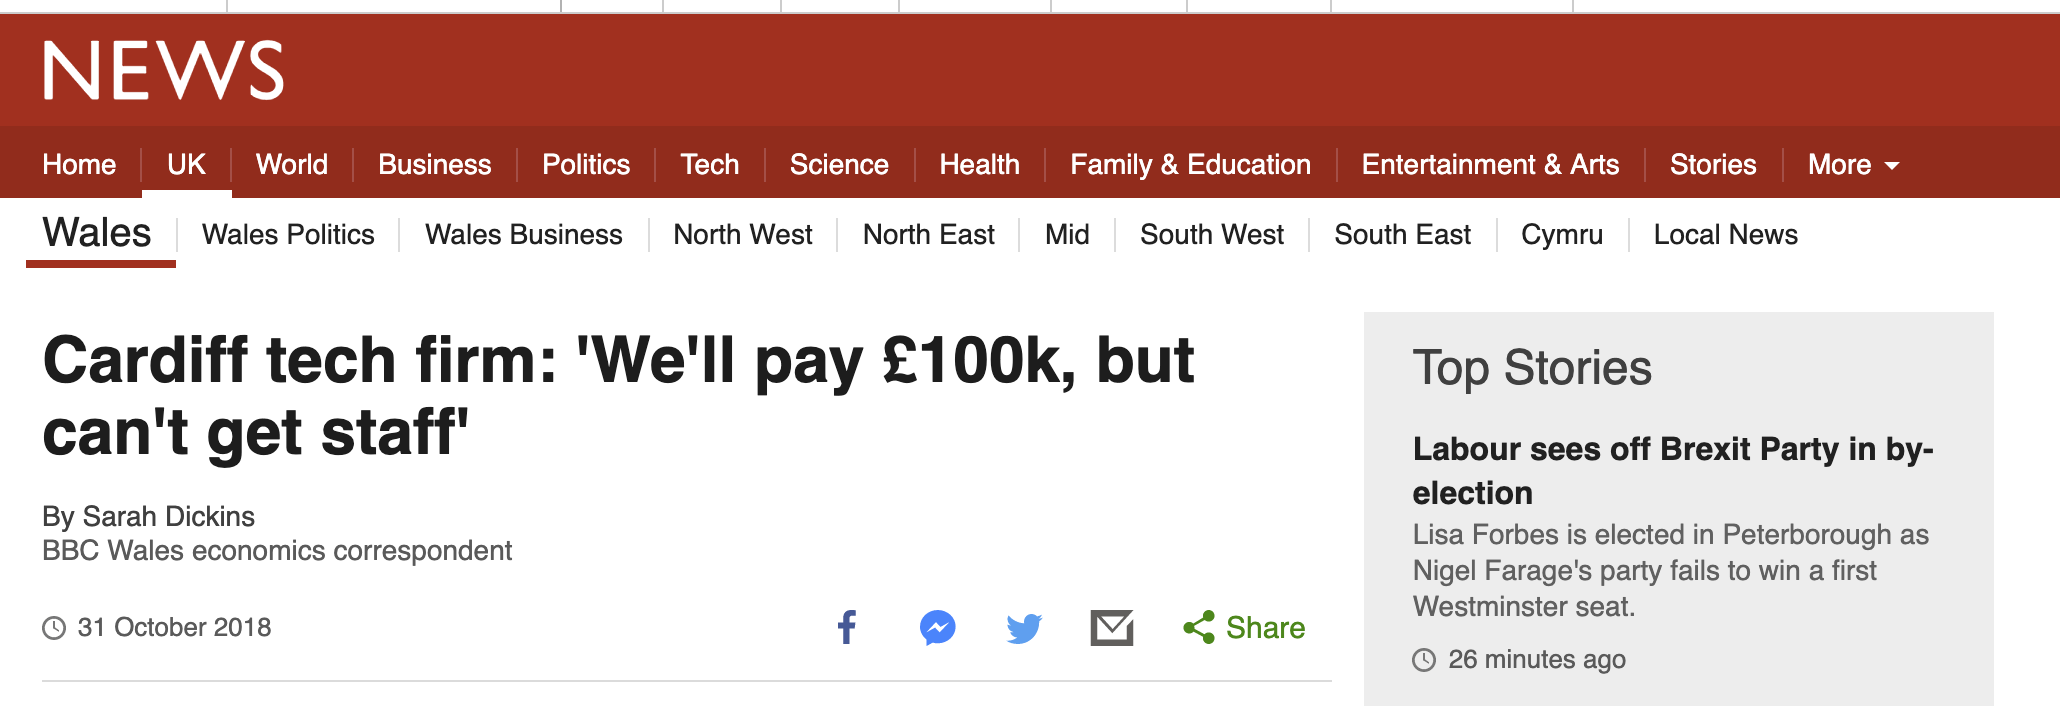 NEWS
Home UK World Business Politics Tech Science Health Family & Education Entertainment & Arts Stories More
Wales Wales Politics Wales Business North West North East Mid South West South East Cymru Local News
Cardiff tech firm: 'We'll pay £100k, but
can't get staff'
By Sarah Dickins
BBC Wales economics correspondent
31 October 2018
Share
Top Stories
Labour sees off Brexit Party in by-
election
Lisa Forbes is elected in Peterborough as
Nigel Farage's party fails to win a first
Westminster seat.
26 minutes ago